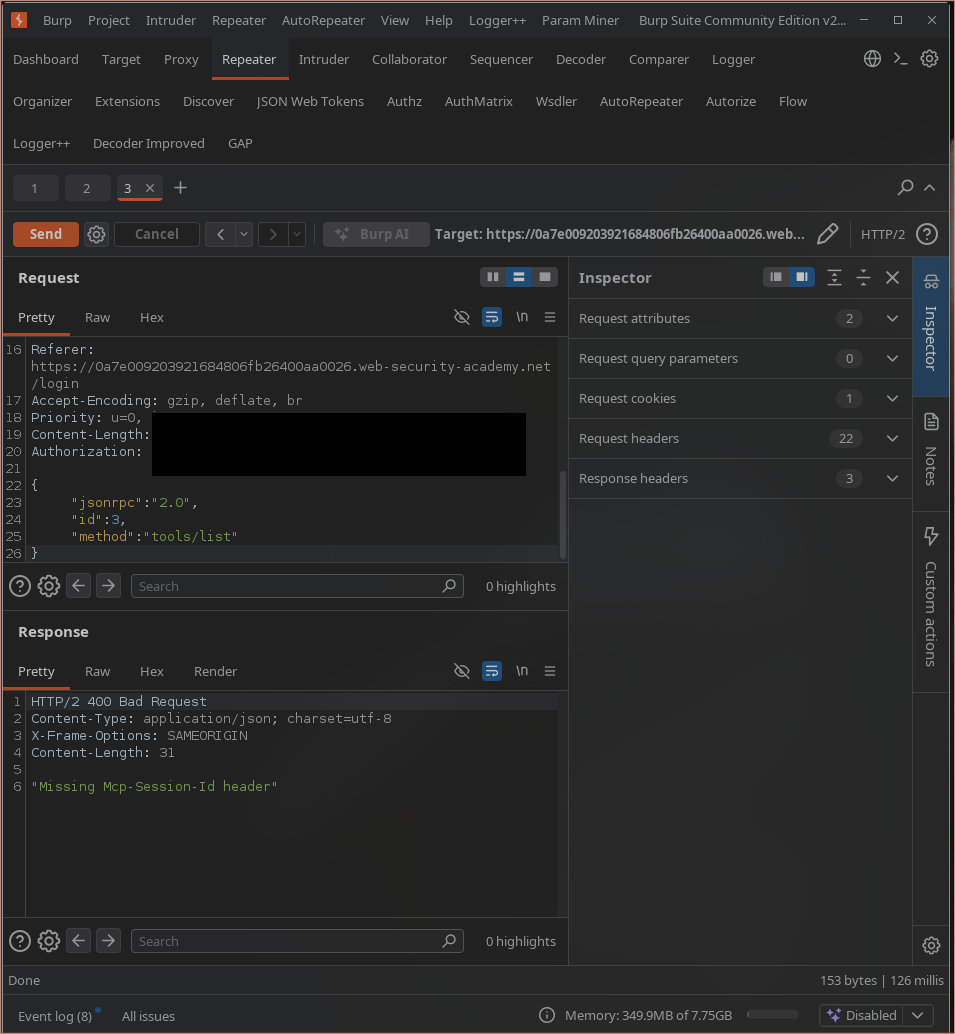 Burp Project Intruder Repeater AutoRepeater View Help Logger++ Param Miner Burp Suite Community Edition v2...
Dashboard Target Proxy Repeater Intruder Collaborator Sequencer Decoder Comparer Logger
Organizer Extensions Discover JSON Web Tokens Authz AuthMatrix Wsdler AutoRepeater Autorize Flow
Logger++ Decoder Improved GAP
1 2 3 × +
Send Cancel < > Burp AI Target: https://0a7e009203921684806fb26400aa0026.web... HTTP/2 ?
Request
Pretty Raw Hex \n
16 Referer:
https://0a7e009203921684806fb26400aa0026.web-security-academy.net
/login
17 Accept-Encoding: gzip, deflate, br
18 Priority: u=0,
19 Content-Length:
20 Authorization:
21
22 {
23 "jsonrpc":"2.0",
24 "id":3,
25 "method":"tools/list"
26 }
? Search 0 highlights
Response
Pretty Raw Hex Render \n
1 HTTP/2 400 Bad Request
2 Content-Type: application/json; charset=utf-8
3 X-Frame-Options: SAMEORIGIN
4 Content-Length: 31
5
6 "Missing Mcp-Session-Id header"
? Search 0 highlights
Inspector
Request attributes 2
Request query parameters 0
Request cookies 1
Request headers 22
Response headers 3
Inspector
Notes
Custom actions
Done 153 bytes | 126 millis
Event log (8) All issues Memory: 349.9MB of 7.75GB Disabled